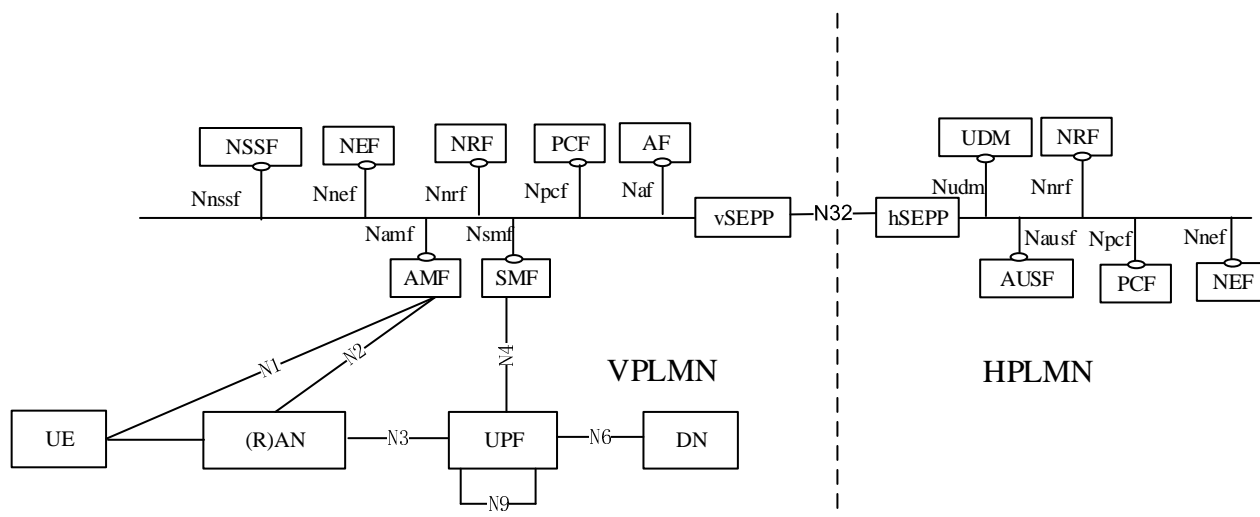 NSSF
NEF
NRF
PCF
AF
UDM
NRF
Nnssf
Nnef
Nnrf
Npcf
Naf
Nudm
Nnrf
vSEPP
N32
hSEPP
Namf
Nsmf
Nausf
Npcf
Nnef
AMF
SMF
AUSF
PCF
NEF
N1
N2
N4
VPLMN
HPLMN
UE
(R)AN
N3
UPF
N6
DN
N9